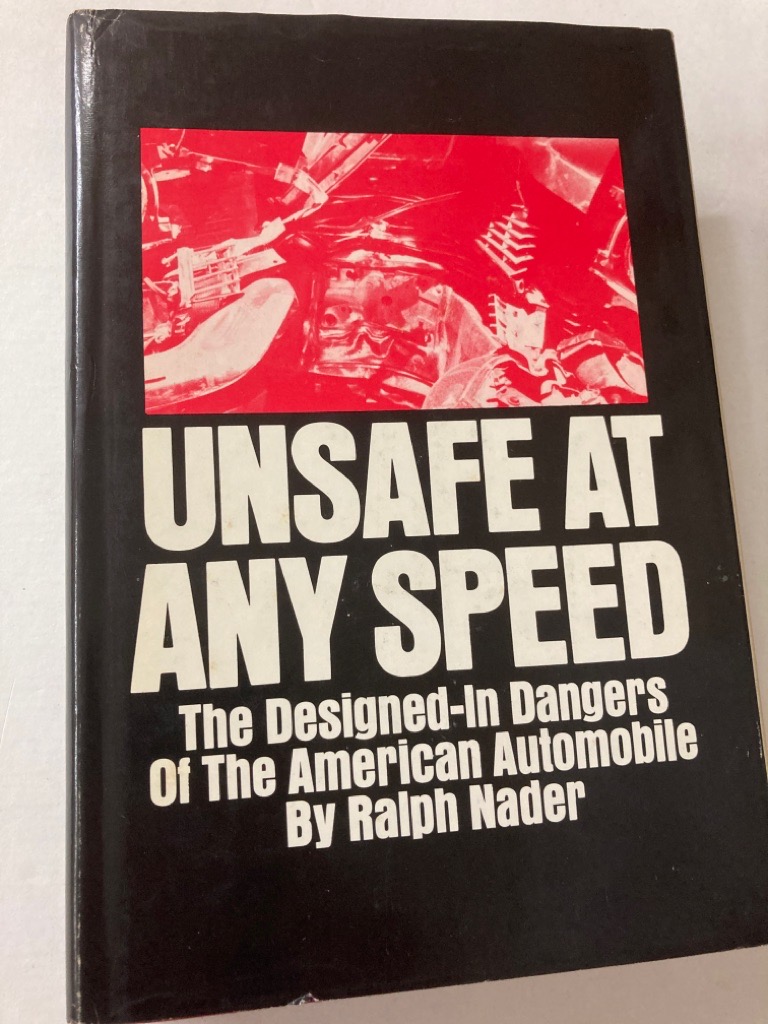 UNSAFE AT
ANY SPEED
The Designed-In Dangers
Of The American Automobile
By Ralph Nader